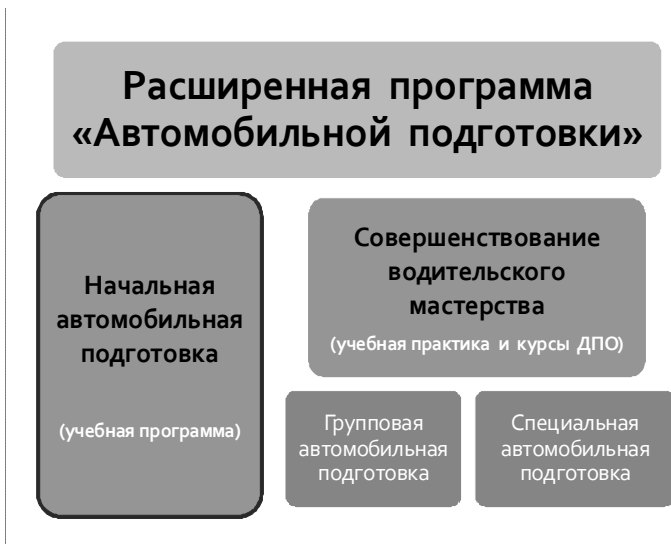 Расширенная программа
«Автомобильной подготовки»
Начальная
автомобильная
подготовка
(учебная программа)
Совершенствование
водительского
мастерства
(учебная практика и курсы ДПО)
Групповая
автомобильная
подготовка
Специальная
автомобильная
подготовка